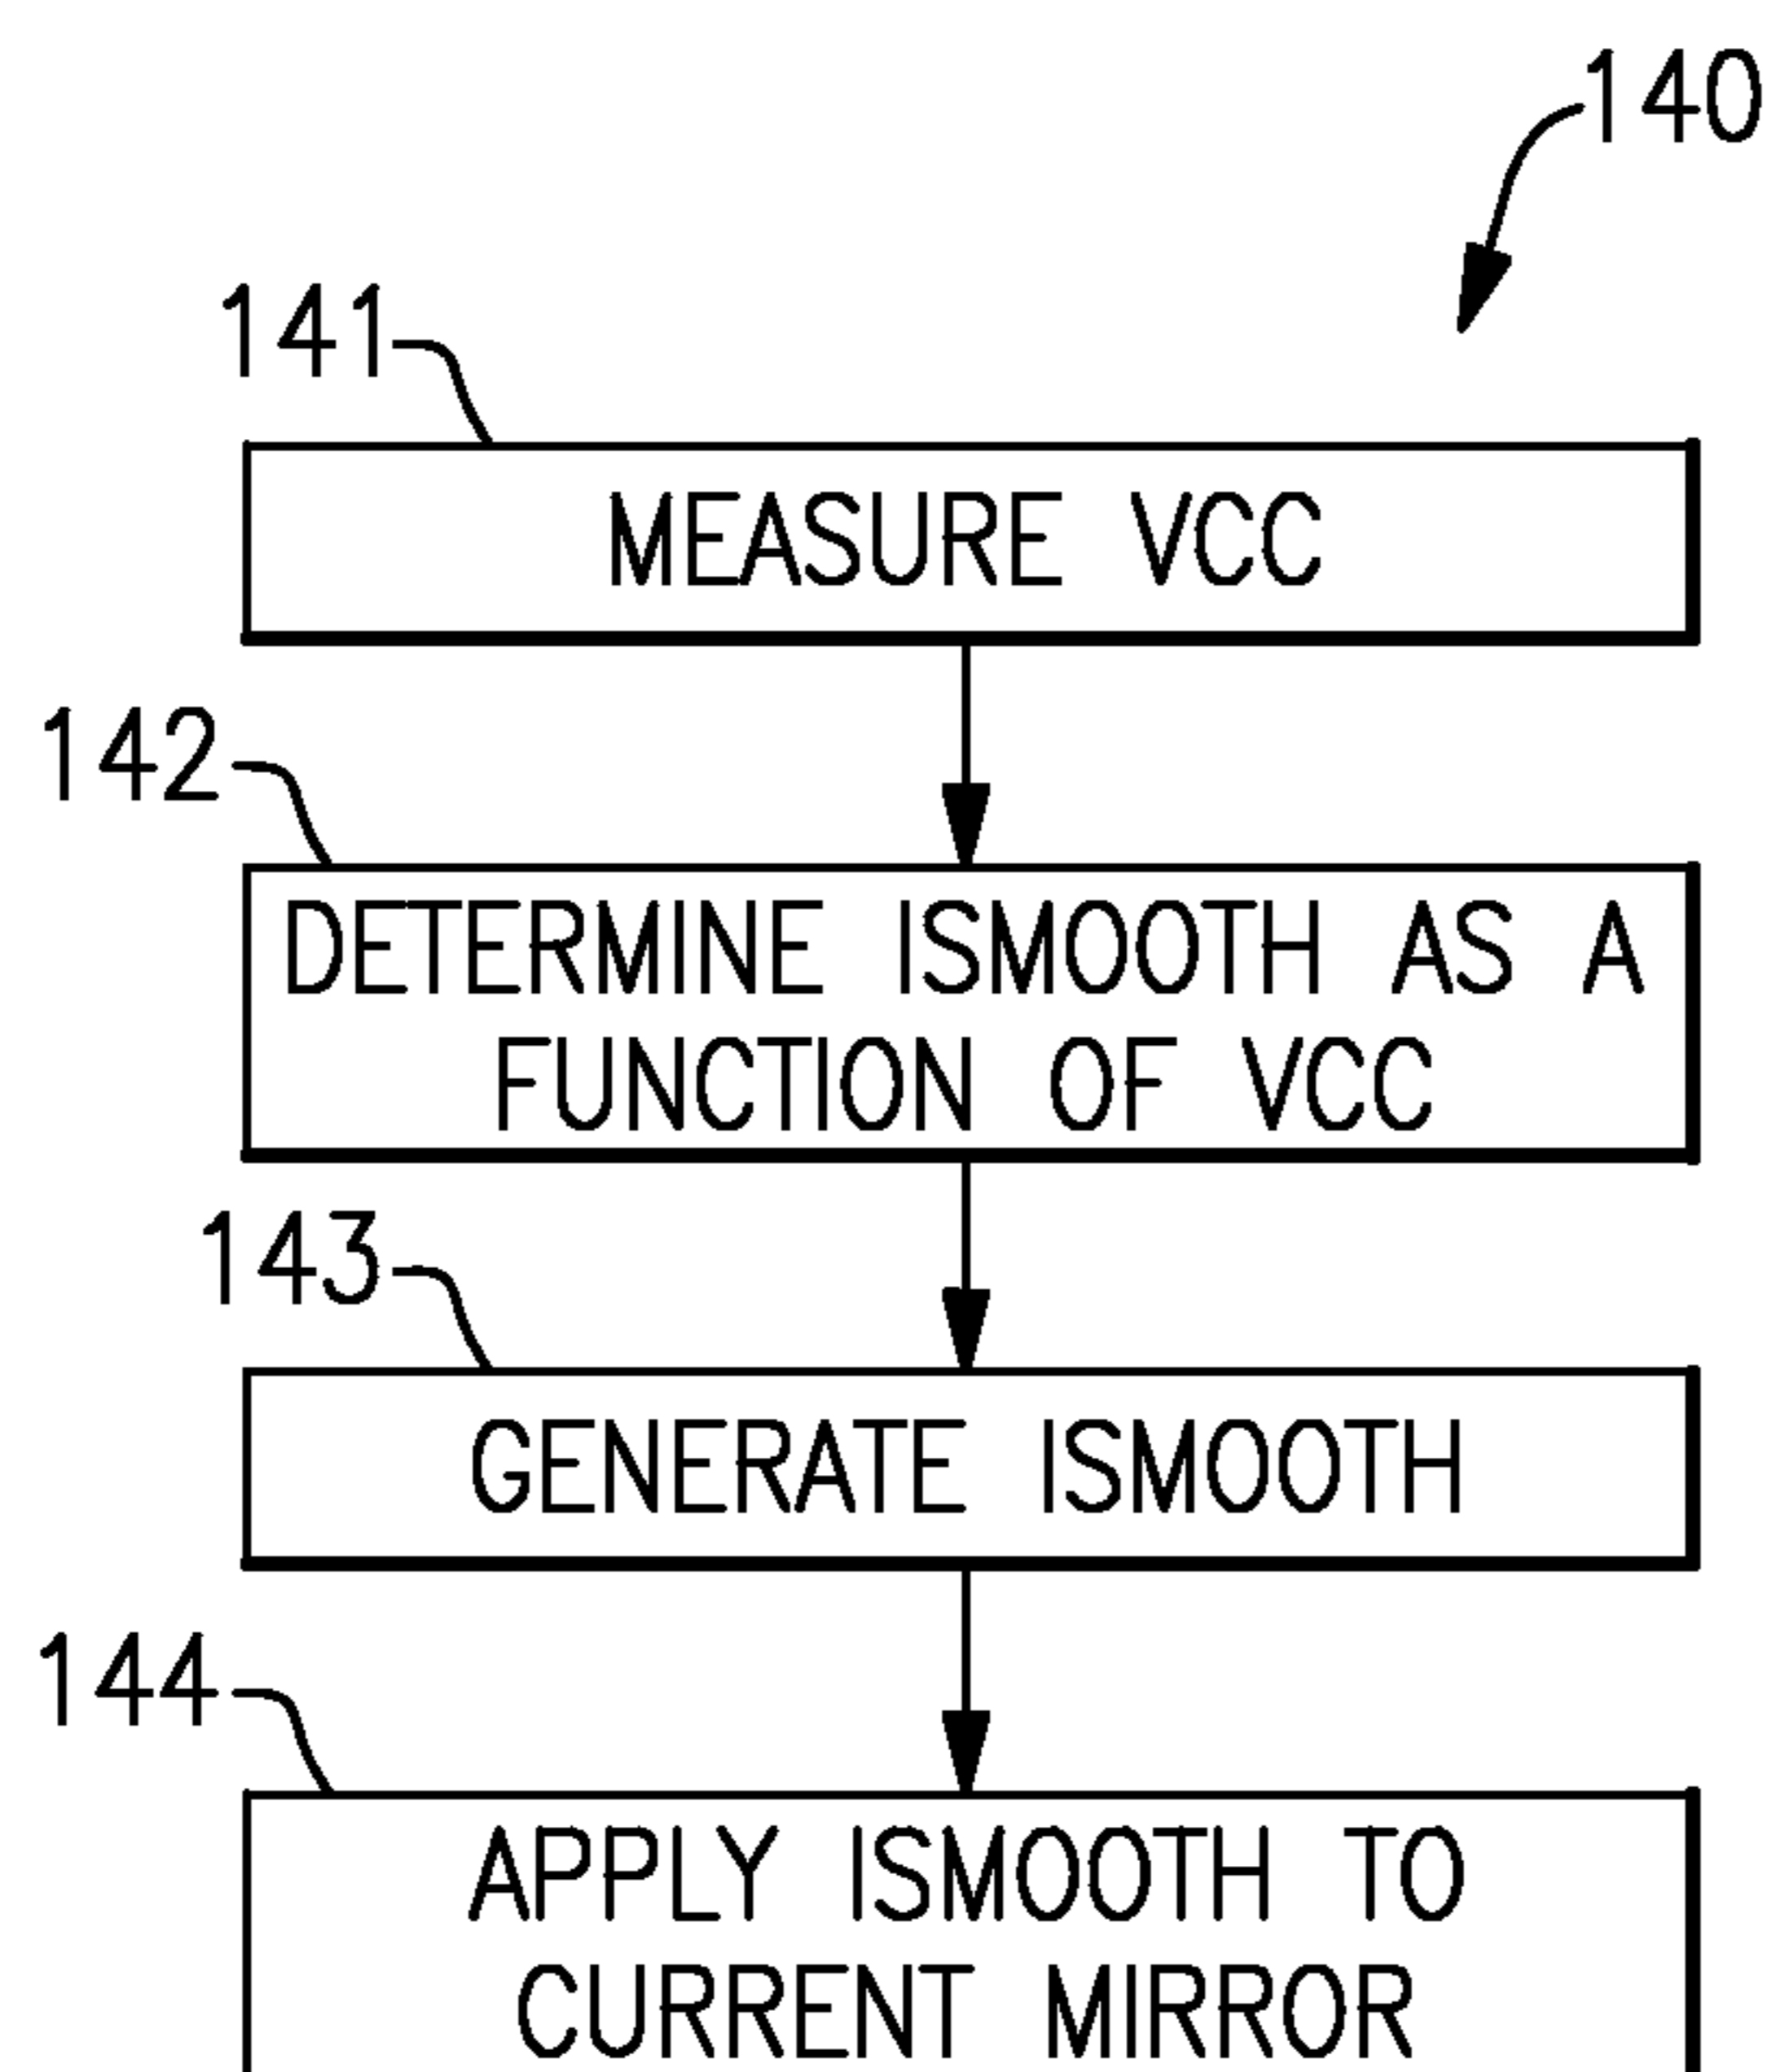 140
141
MEASURE VCC
142
DETERMINE ISMOOTH AS A
FUNCTION OF VCC
143
GENERATE ISMOOTH
144
APPLY ISMOOTH TO
CURRENT MIRROR